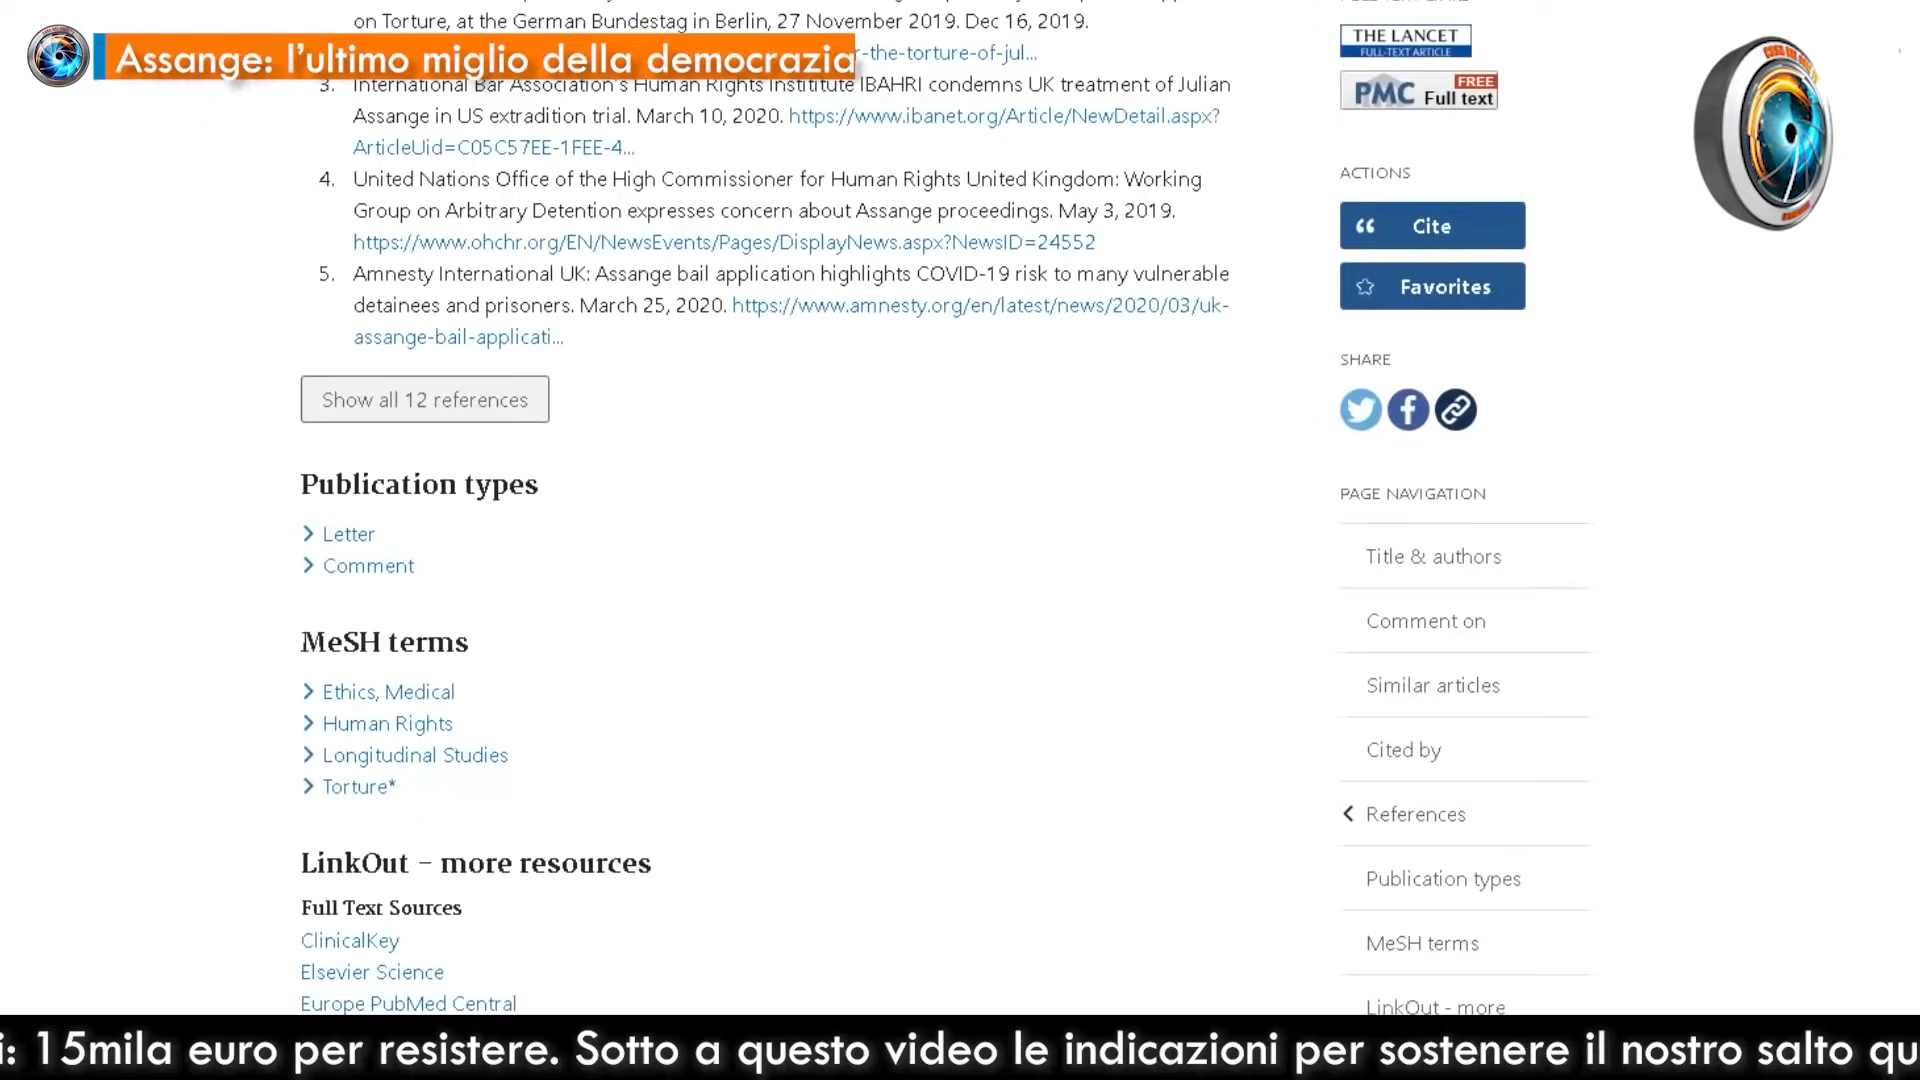 on Torture, at the German Bundestag in Berlin, 27 November 2019. Dec 16, 2019.
Assange: l'ultimo miglio della democrazia
r-the-torture-of-jul...
3. International Bar Association's Human Rights Instititute IBAHRI condemns UK treatment of Julian
Assange in US extradition trial. March 10, 2020. https://www.ibanet.org/Article/NewDetail.aspx?
ArticleUid=C05C57EE-1FEE-4...
4. United Nations Office of the High Commissioner for Human Rights United Kingdom: Working
Group on Arbitrary Detention expresses concern about Assange proceedings. May 3, 2019.
https://www.ohchr.org/EN/NewsEvents/Pages/DisplayNews.aspx?NewsID=24552
5. Amnesty International UK: Assange bail application highlights COVID-19 risk to many vulnerable
detainees and prisoners. March 25, 2020. https://www.amnesty.org/en/latest/news/2020/03/uk-
assange-bail-applicati...
Show all 12 references
Publication types
Letter
Comment
MeSH terms
Ethics, Medical
Human Rights
Longitudinal Studies
Torture*
LinkOut - more resources
Full Text Sources
ClinicalKey
Elsevier Science
Europe PubMed Central
THE LANCET
FULL-TEXT ARTICLE
PMC FREE
Full text
ACTIONS
Cite
Favorites
SHARE
PAGE NAVIGATION
Title & authors
Comment on
Similar articles
Cited by
References
Publication types
MeSH terms
LinkOut - more
i: 15mila euro per resistere. Sotto a questo video le indicazioni per sostenere il nostro salto qu